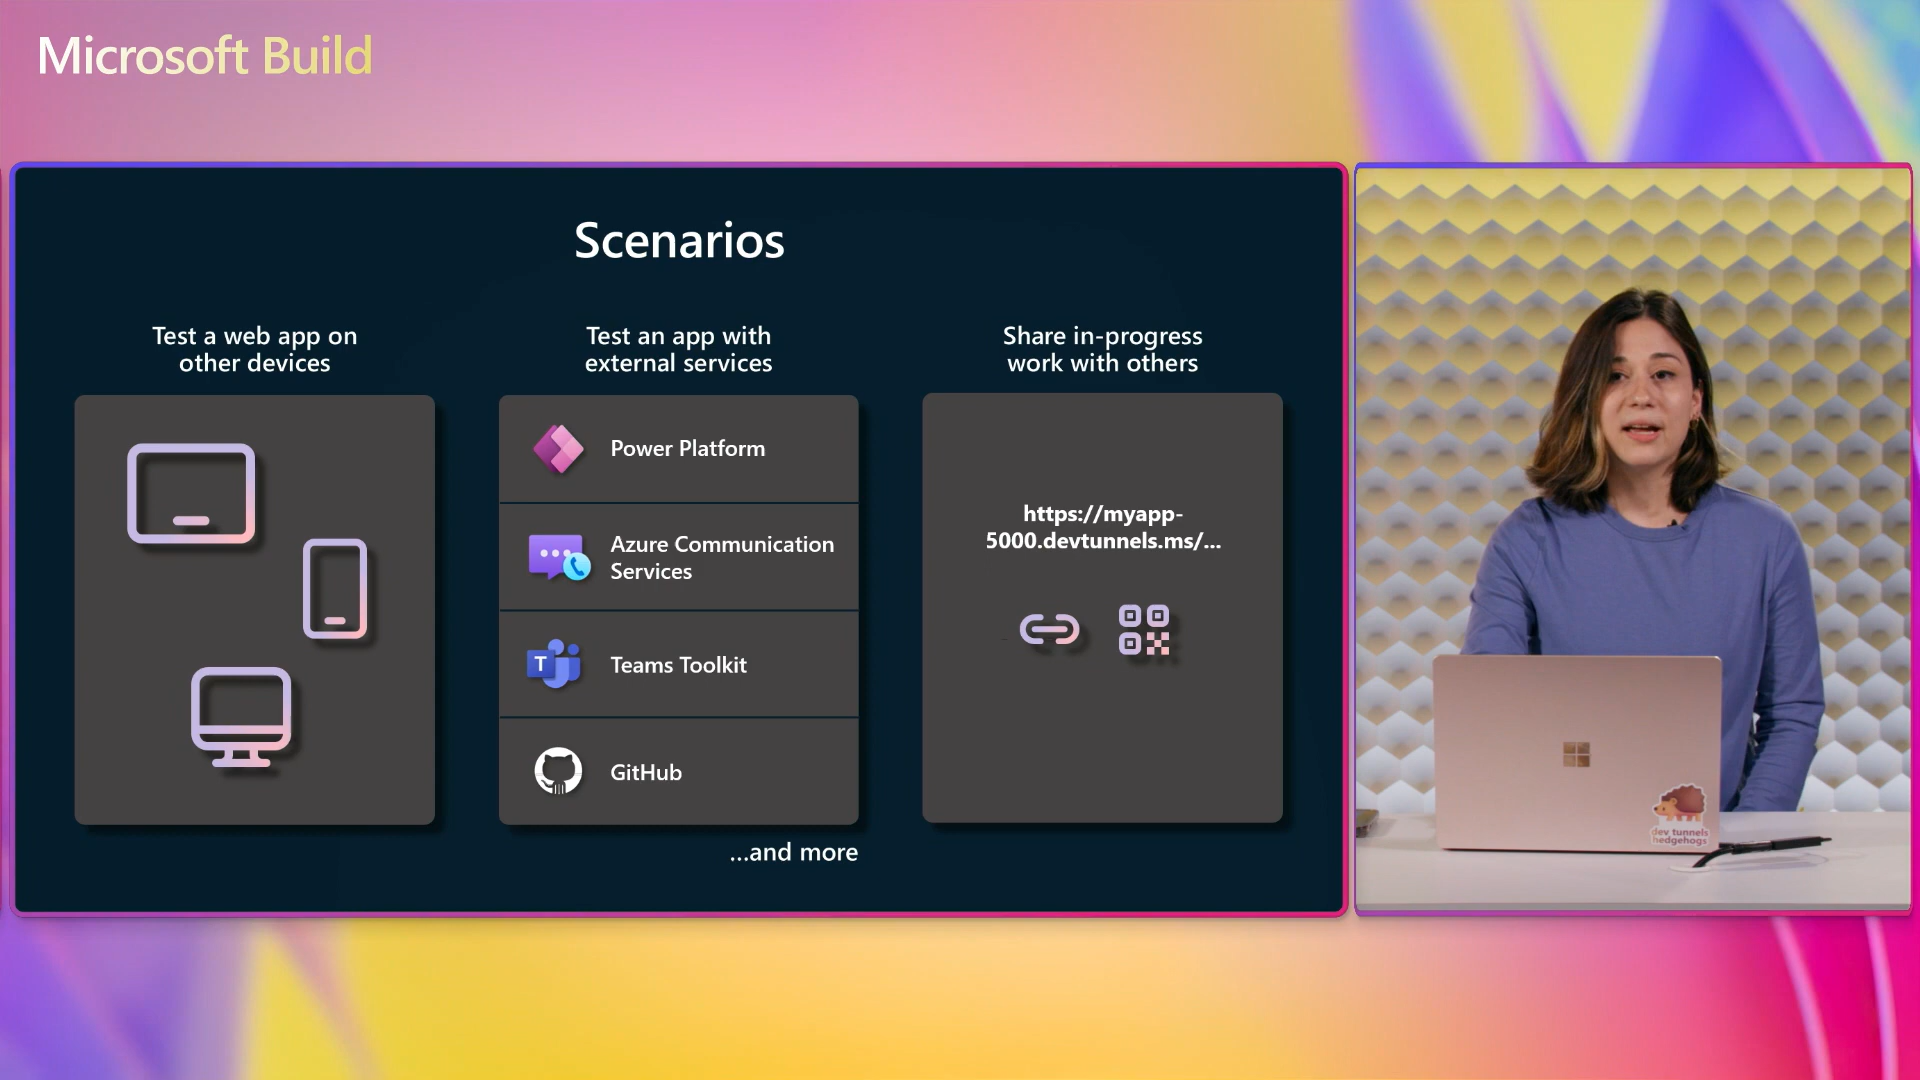 Microsoft Build
Scenarios
Test a web app on
other devices
Test an app with
external services
Power Platform
Azure Communication
Services
T
Teams Toolkit
GitHub
...and more
Share in-progress
work with others
https://myapp-
5000.devtunnels.ms/...
dev tunnels
hedgehogs